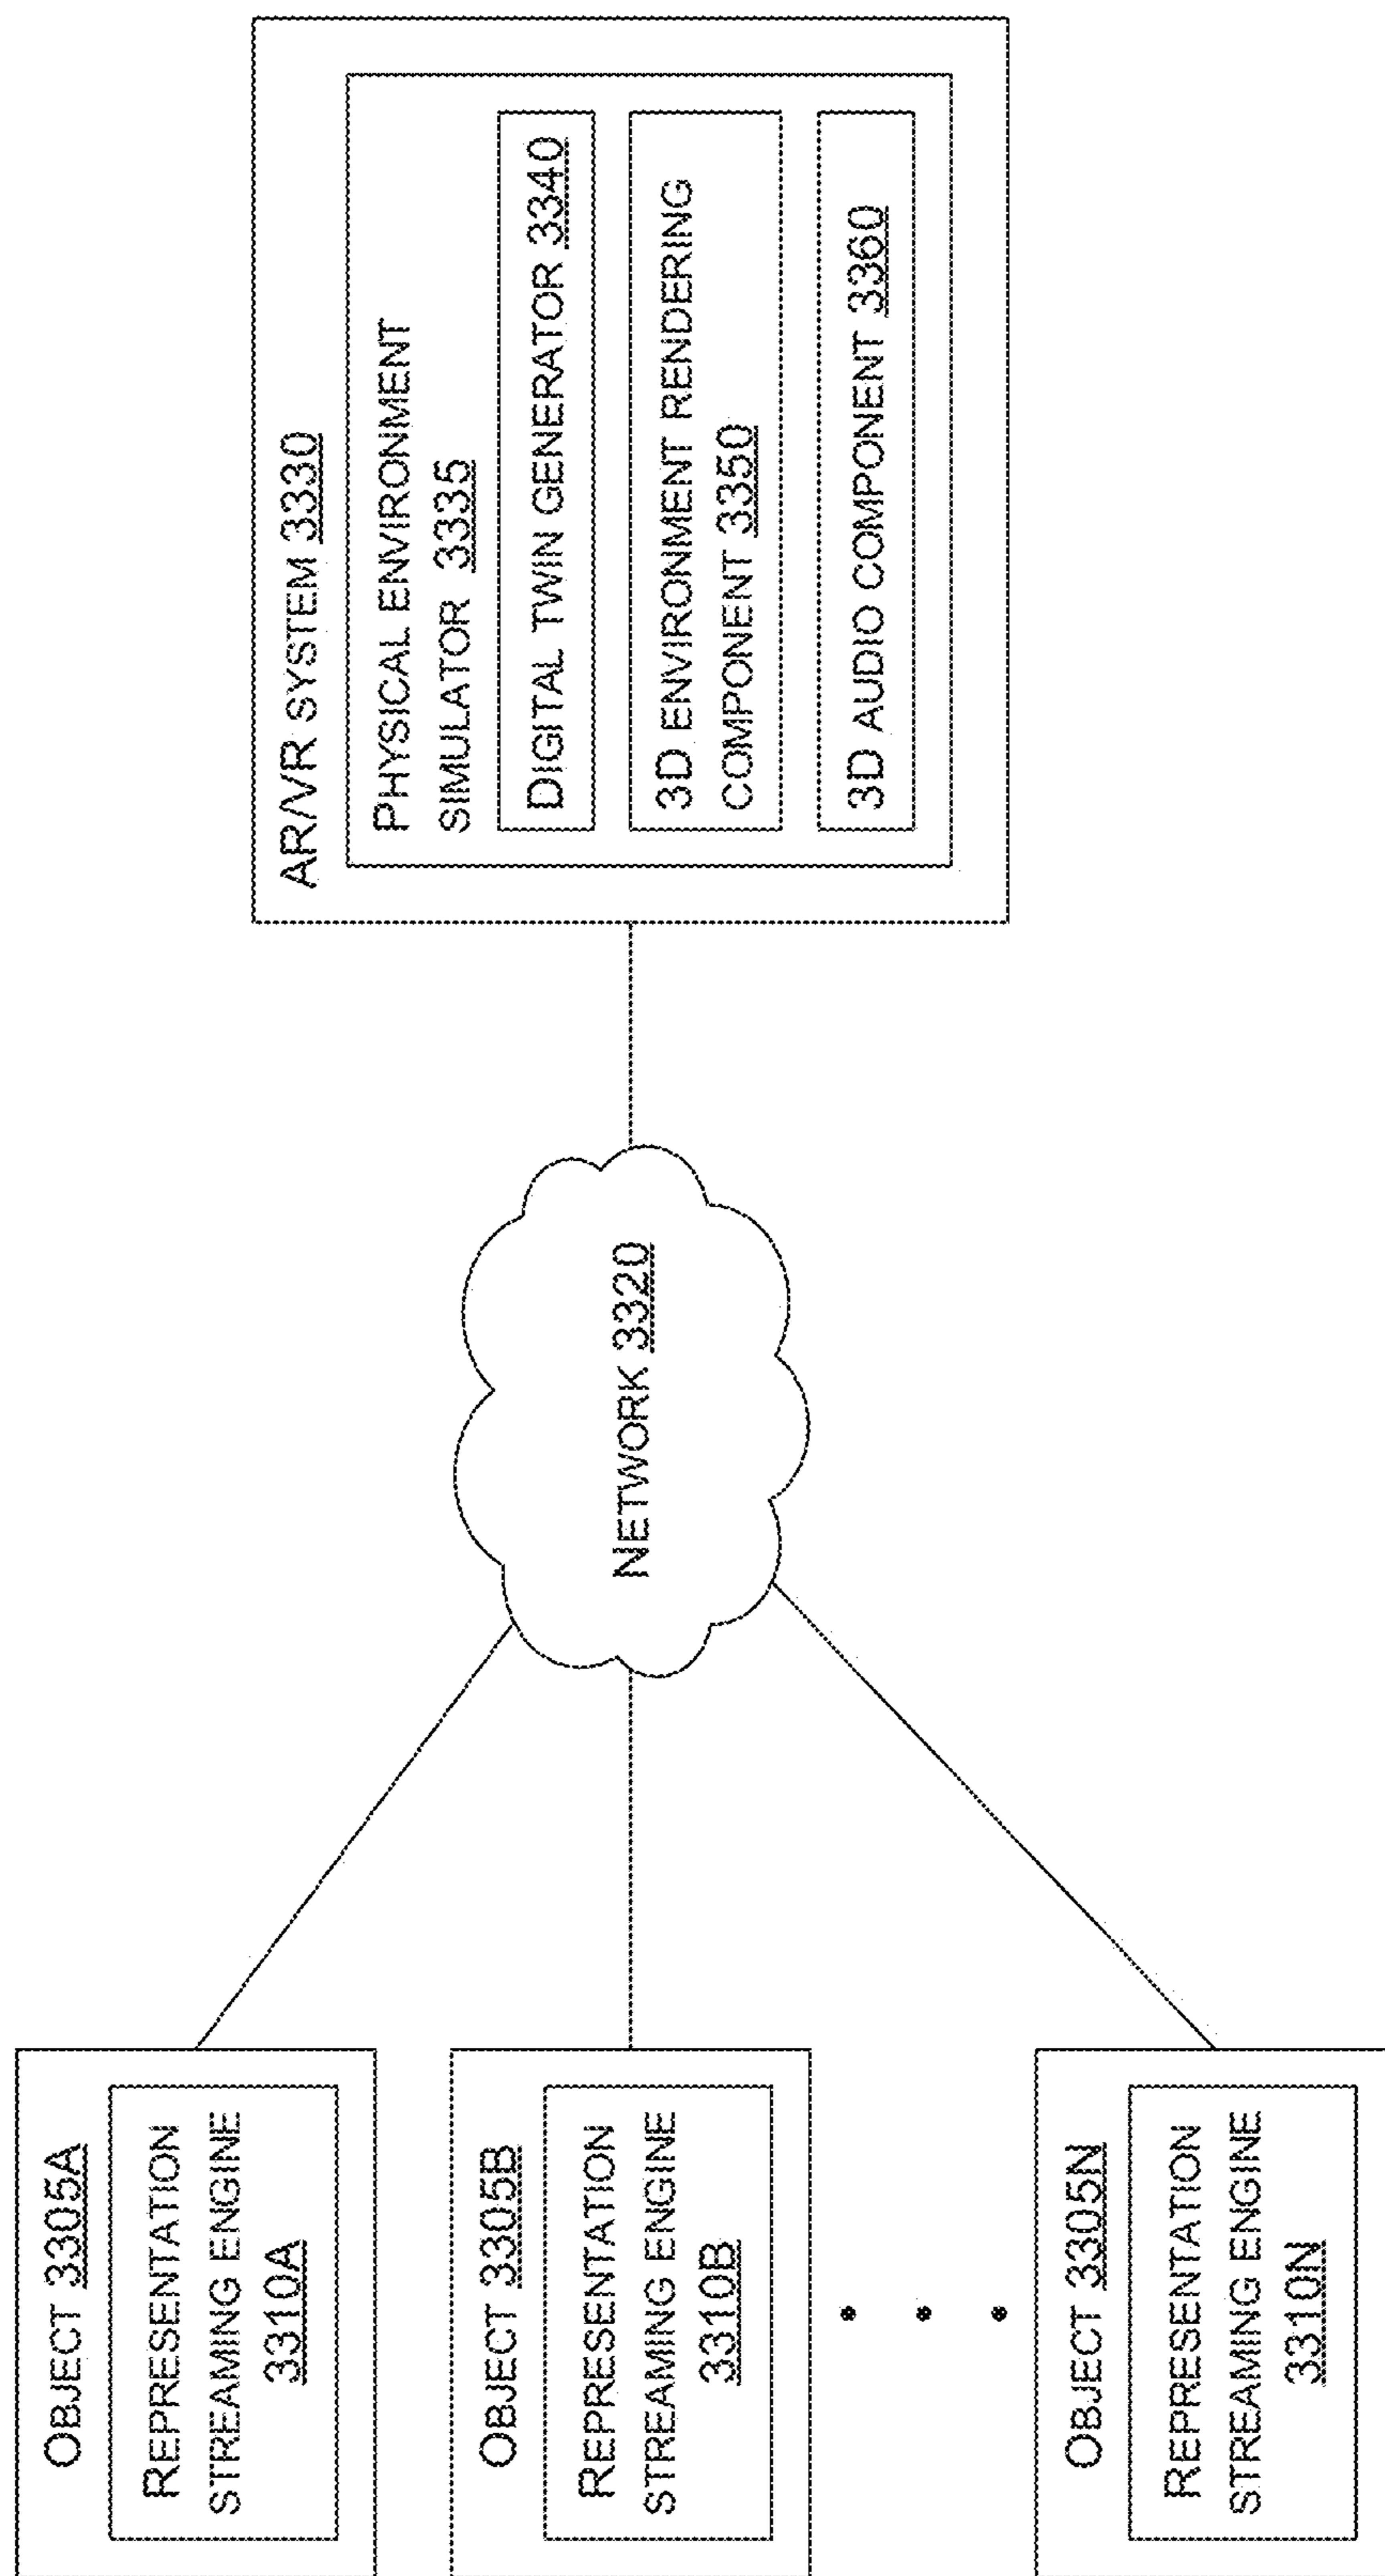 OBJECT 3305A
REPRESENTATION
STREAMING ENGINE
3310A
OBJECT 3305B
REPRESENTATION
STREAMING ENGINE
3310B
OBJECT 3305N
REPRESENTATION
STREAMING ENGINE
3310N
NETWORK 3320
AR/VR SYSTEM 3330
PHYSICAL ENVIRONMENT
SIMULATOR 3335
DIGITAL TWIN GENERATOR 3340
3D ENVIRONMENT RENDERING
COMPONENT 3350
3D AUDIO COMPONENT 3360